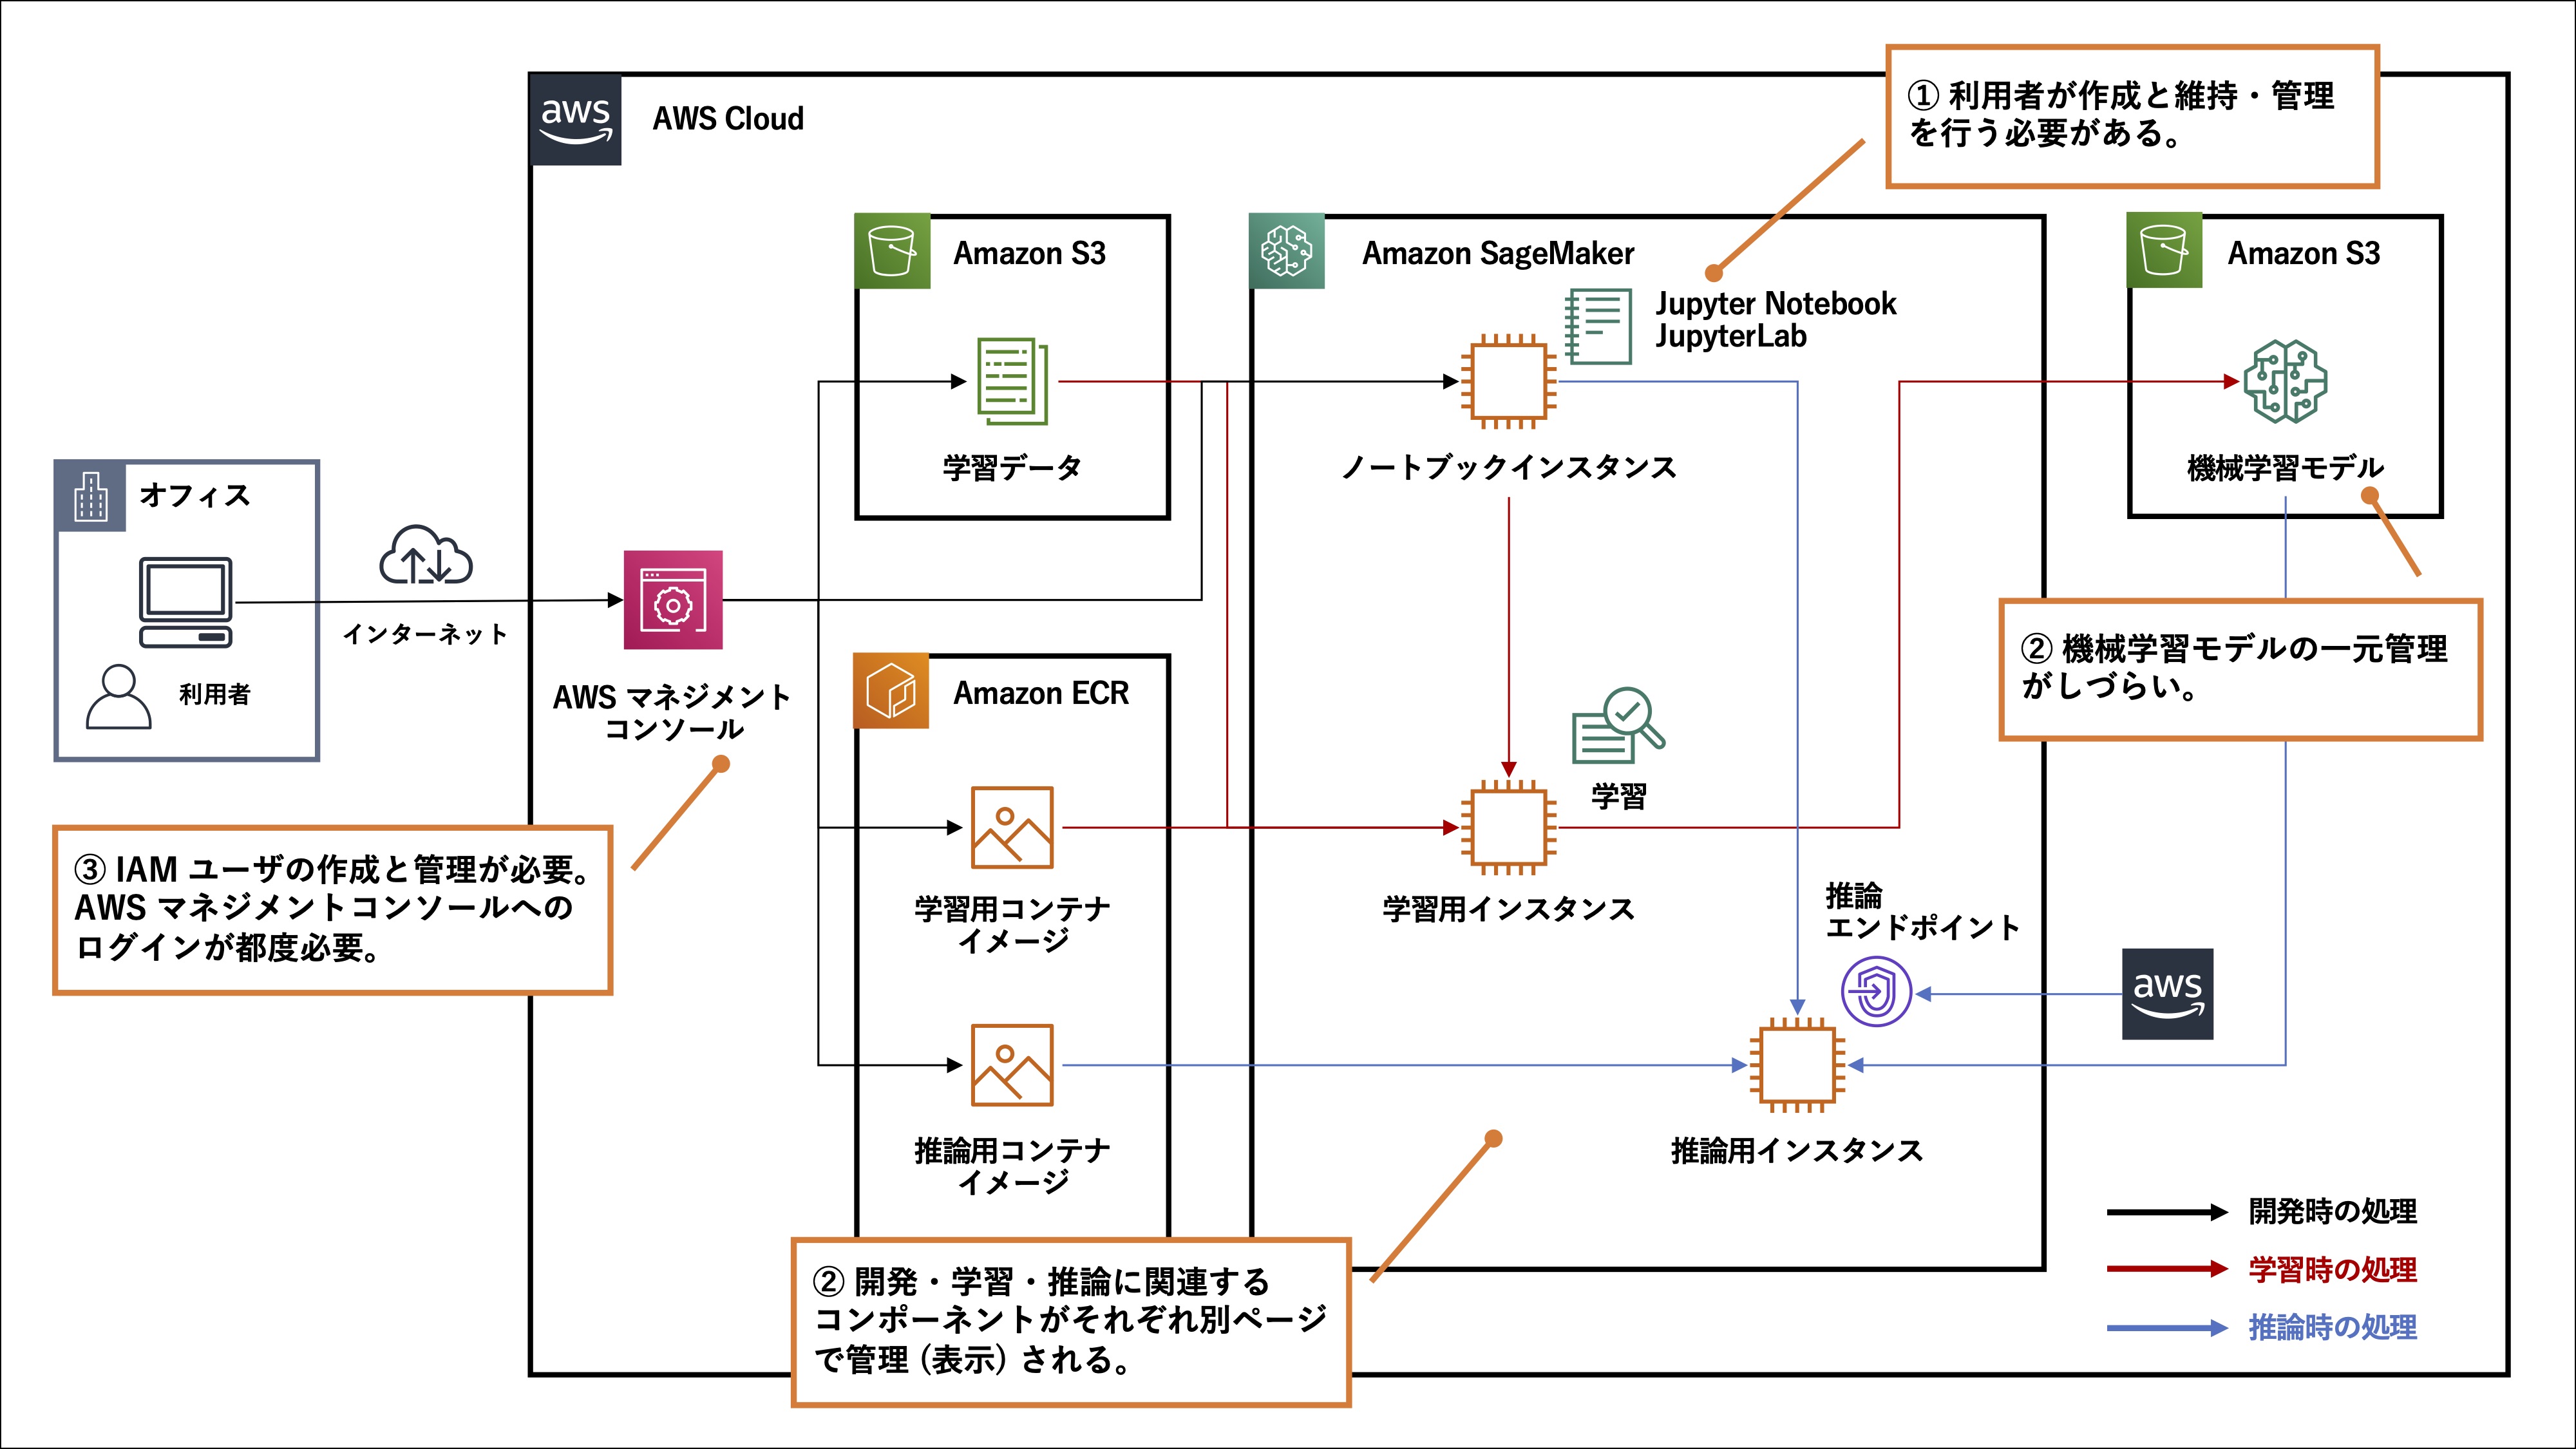 aws
AWS Cloud
① 利用者が作成と維持・管理
を行う必要がある。
Amazon S3
学習データ
Amazon SageMaker
Jupyter Notebook
JupyterLab
ノートブックインスタンス
Amazon S3
機械学習モデル
オフィス
利用者
インターネット
AWS マネジメント
コンソール
② 機械学習モデルの一元管理
がしづらい。
Amazon ECR
学習用コンテナ
イメージ
学習
学習用インスタンス
③ IAM ユーザの作成と管理が必要。
AWS マネジメントコンソールへの
ログインが都度必要。
推論
エンドポイント
aws
推論用コンテナ
イメージ
推論用インスタンス
② 開発・学習・推論に関連する
コンポーネントがそれぞれ別ページ
で管理 (表示) される。
開発時の処理
学習時の処理
推論時の処理